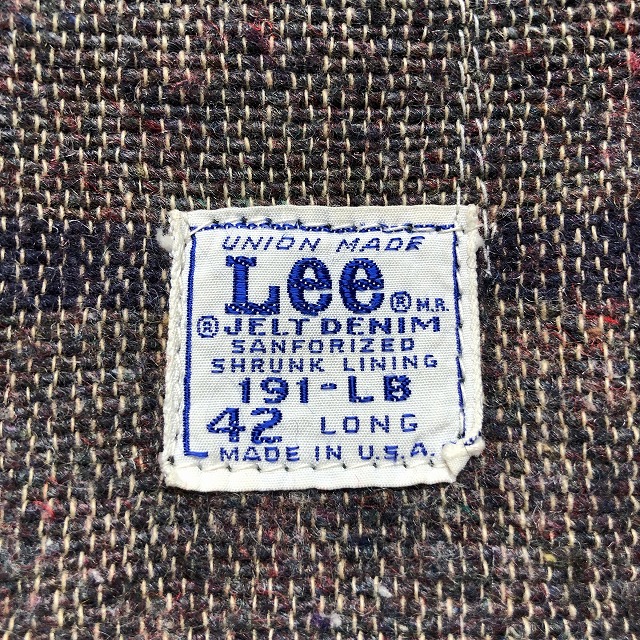 UNION MADE
Lee ® M.R.
® JELT DENIM
SANFORIZED
SHRUNK LINING
191-LB
42 LONG
MADE IN U.S.A.